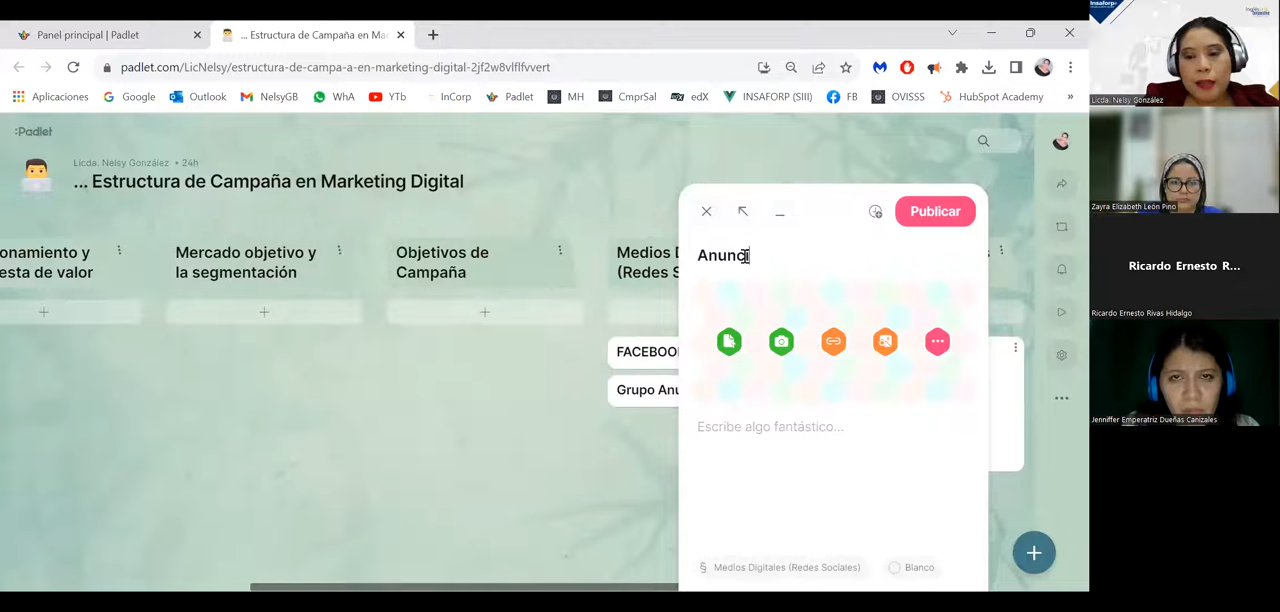 Panel principal | Padlet
... Estructura de Campaña en Mar
padlet.com/LicNelsy/estructura-de-campa-a-en-marketing-digital-2jf2w8vlflfvvert
Aplicaciones
Google
Outlook
NelsyGB
WhA
YTb
InCorp
Padlet
MH
CmprSal
edX
INSAFORP (SIII)
FB
OVISSS
HubSpot Academy
»
:Padlet
Licda. Nelsy González • 24h
... Estructura de Campaña en Marketing Digital
onamiento y
esta de valor
Mercado objetivo y
la segmentación
Objetivos de
Campaña
Medios D
(Redes S
FACEBOO
Grupo Anu
Publicar
Anunci
Escribe algo fantástico...
Medios Digitales (Redes Sociales)
Blanco
Insaforp
Licda. Nelsy González
Zayra Elizabeth León Pino
Ricardo Ernesto R...
Ricardo Ernesto Rivas Hidalgo
Jenniffer Emperatriz Dueñas Canizales